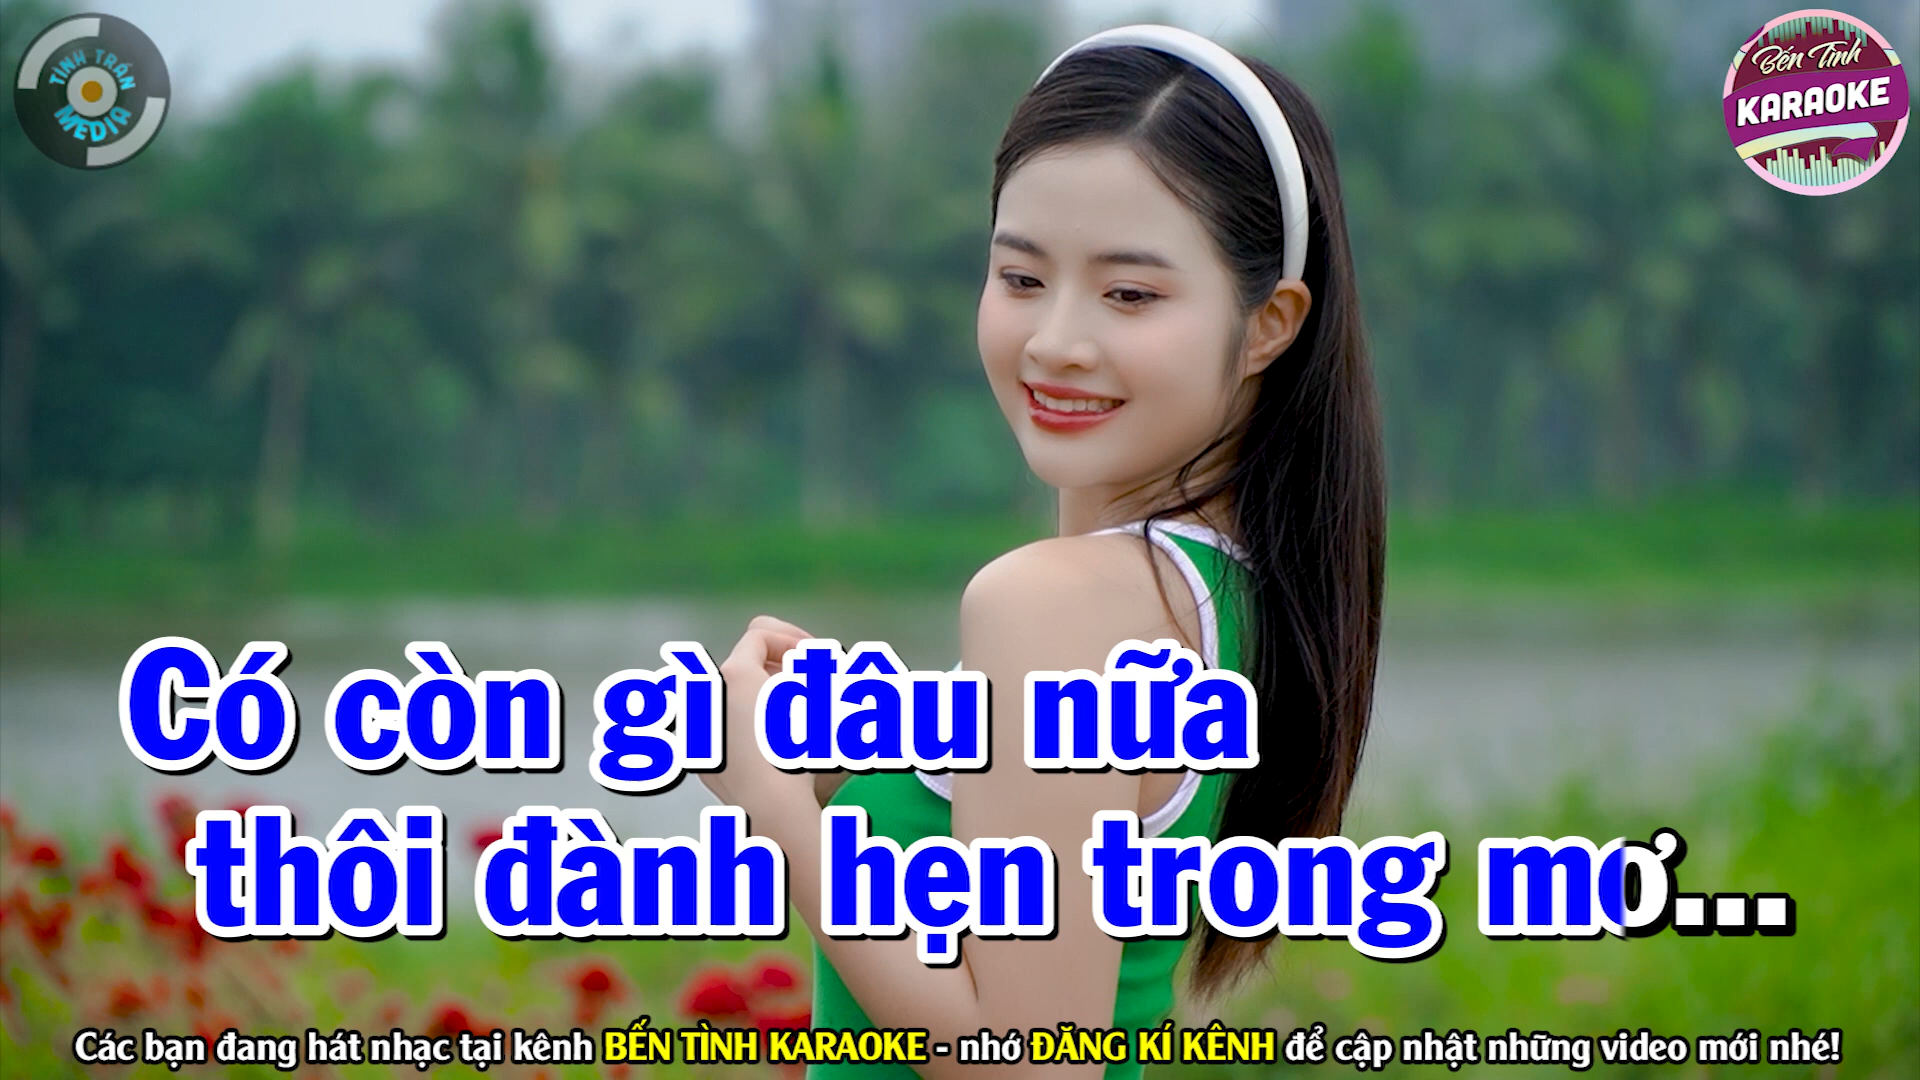 TÌNH TRẦN
MEDIA
Bến Tình
KARAOKE
Có còn gì đâu nữa
thôi đành hẹn trong mơ...
Các bạn đang hát nhạc tại kênh BẾN TÌNH KARAOKE - nhớ ĐĂNG KÍ KÊNH để cập nhật những video mới nhé!